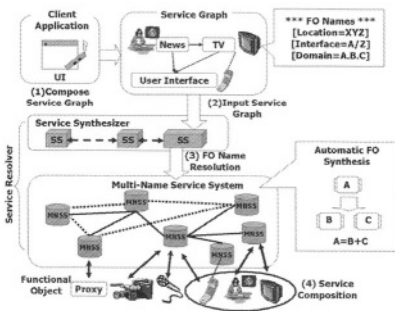 Client
Application
UI
(1)Compose
Service Graph
Service Graph
News
TV
User Interface
*** FO Names ***
[Location=XYZ]
[Interface=A/Z]
[Domain=A.B.C]
(2)Input Service
Graph
Service Synthesizer
SS
SS
SS
(3) FO Name
Resolution
Service Resolver
Multi-Name Service System
MNSS
MNSS
MNSS
MNSS
MNSS
MNSS
MNSS
Automatic FO
Synthesis
A
B
C
A=B+C
Functional
Object
Proxy
(4) Service
Composition